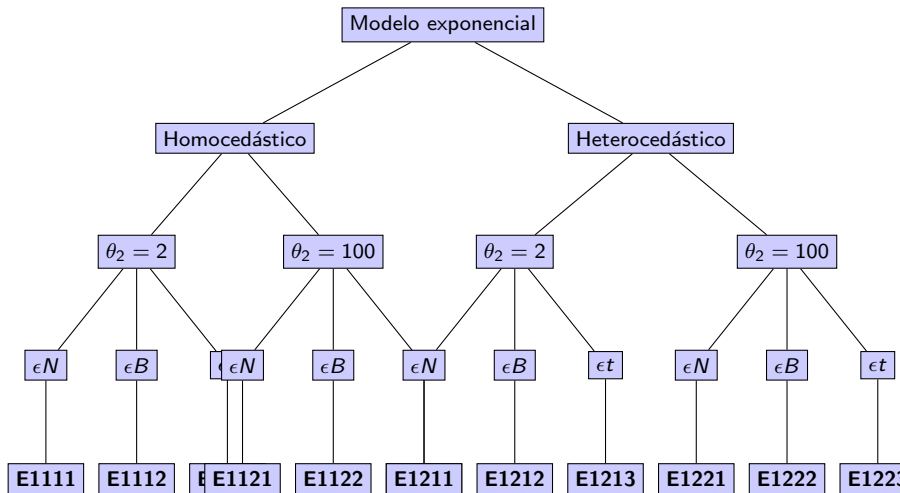 Modelo exponencial
Homocedástico Heterocedástico
θ₂ = 2 θ₂ = 100 θ₂ = 2 θ₂ = 100
ϵN ϵB ϵN ϵB ϵN ϵB ϵt ϵN ϵB ϵt
E1111 E1112 E1121 E1122 E1211 E1212 E1213 E1221 E1222 E1223